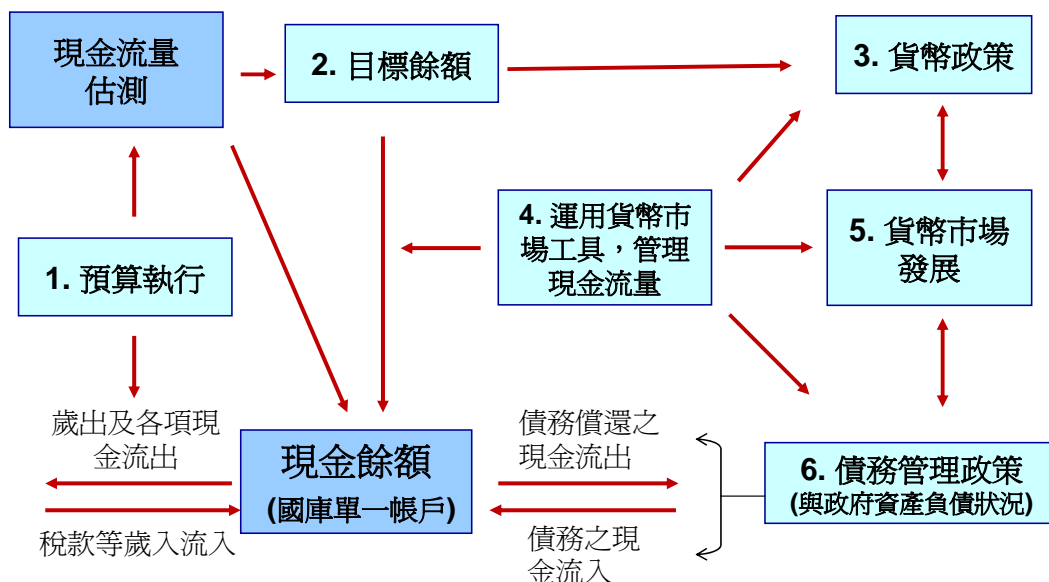 現金流量
估測
2. 目標餘額
3. 貨幣政策
4. 運用貨幣市
場工具，管理
現金流量
5. 貨幣市場
發展
1. 預算執行
歲出及各項現
金流出
現金餘額
(國庫單一帳戶)
稅款等歲入流入
債務償還之
現金流出
債務之現
金流入
6. 債務管理政策
(與政府資產負債狀況)